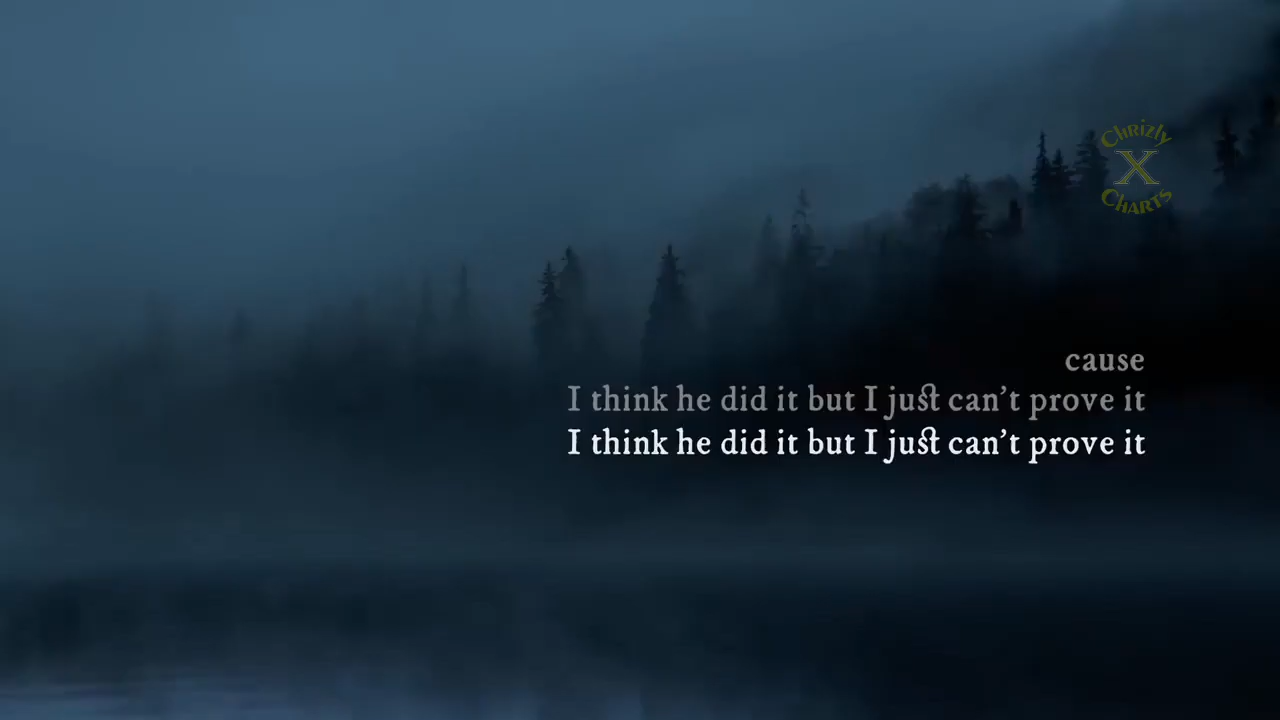 Chrizly
X
CHARTS
cause
I think he did it but I just can't prove it
I think he did it but I just can't prove it